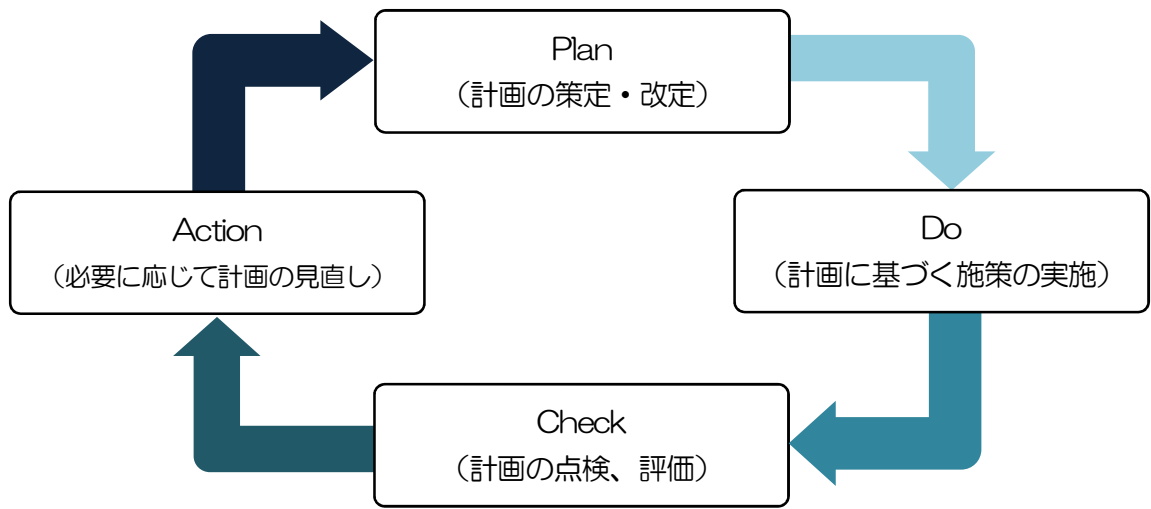 Plan
（計画の策定・改定）
Do
（計画に基づく施策の実施）
Check
（計画の点検、評価）
Action
（必要に応じて計画の見直し）